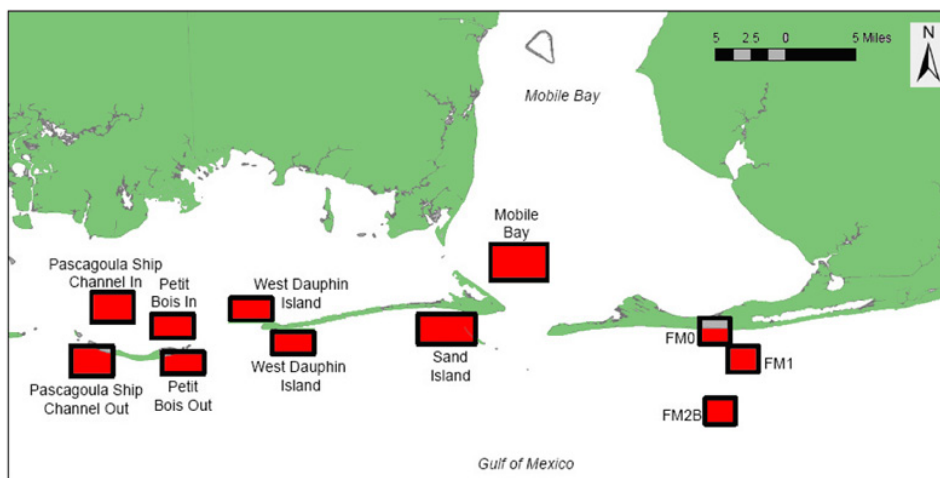 5 2.5 0 5 Miles
N
Mobile Bay
Mobile
Bay
Pascagoula Ship
Channel In
Petit
Bois In
West Dauphin
Island
FM0
FM1
West Dauphin
Island
Sand
Island
Pascagoula Ship
Channel Out
Petit
Bois Out
FM2B
Gulf of Mexico